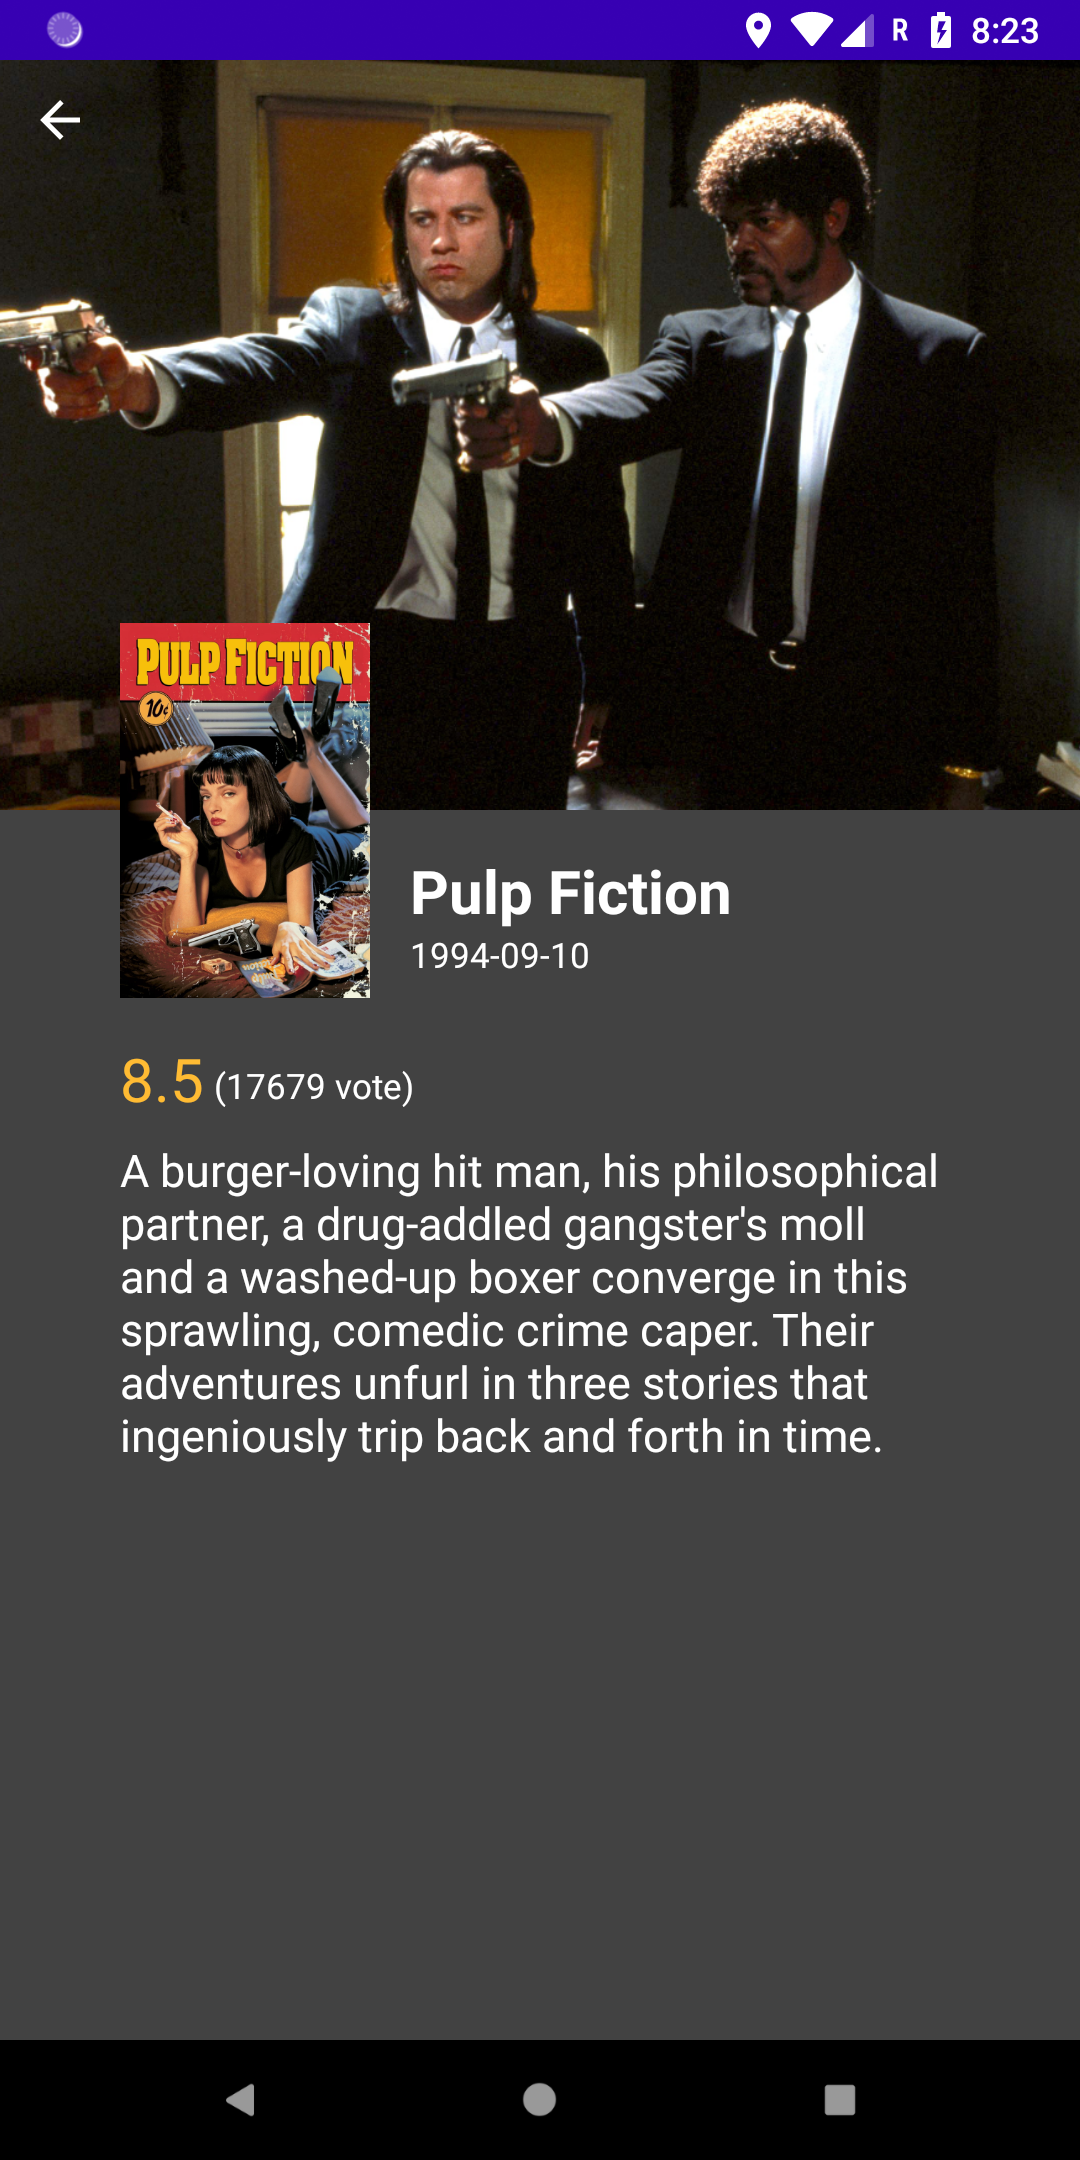 R 8:23
PULP FICTION
10¢
Pulp Fiction
1994-09-10
8.5 (17679 vote)
A burger-loving hit man, his philosophical
partner, a drug-addled gangster's moll
and a washed-up boxer converge in this
sprawling, comedic crime caper. Their
adventures unfurl in three stories that
ingeniously trip back and forth in time.